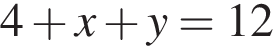 4 + x + y = 12